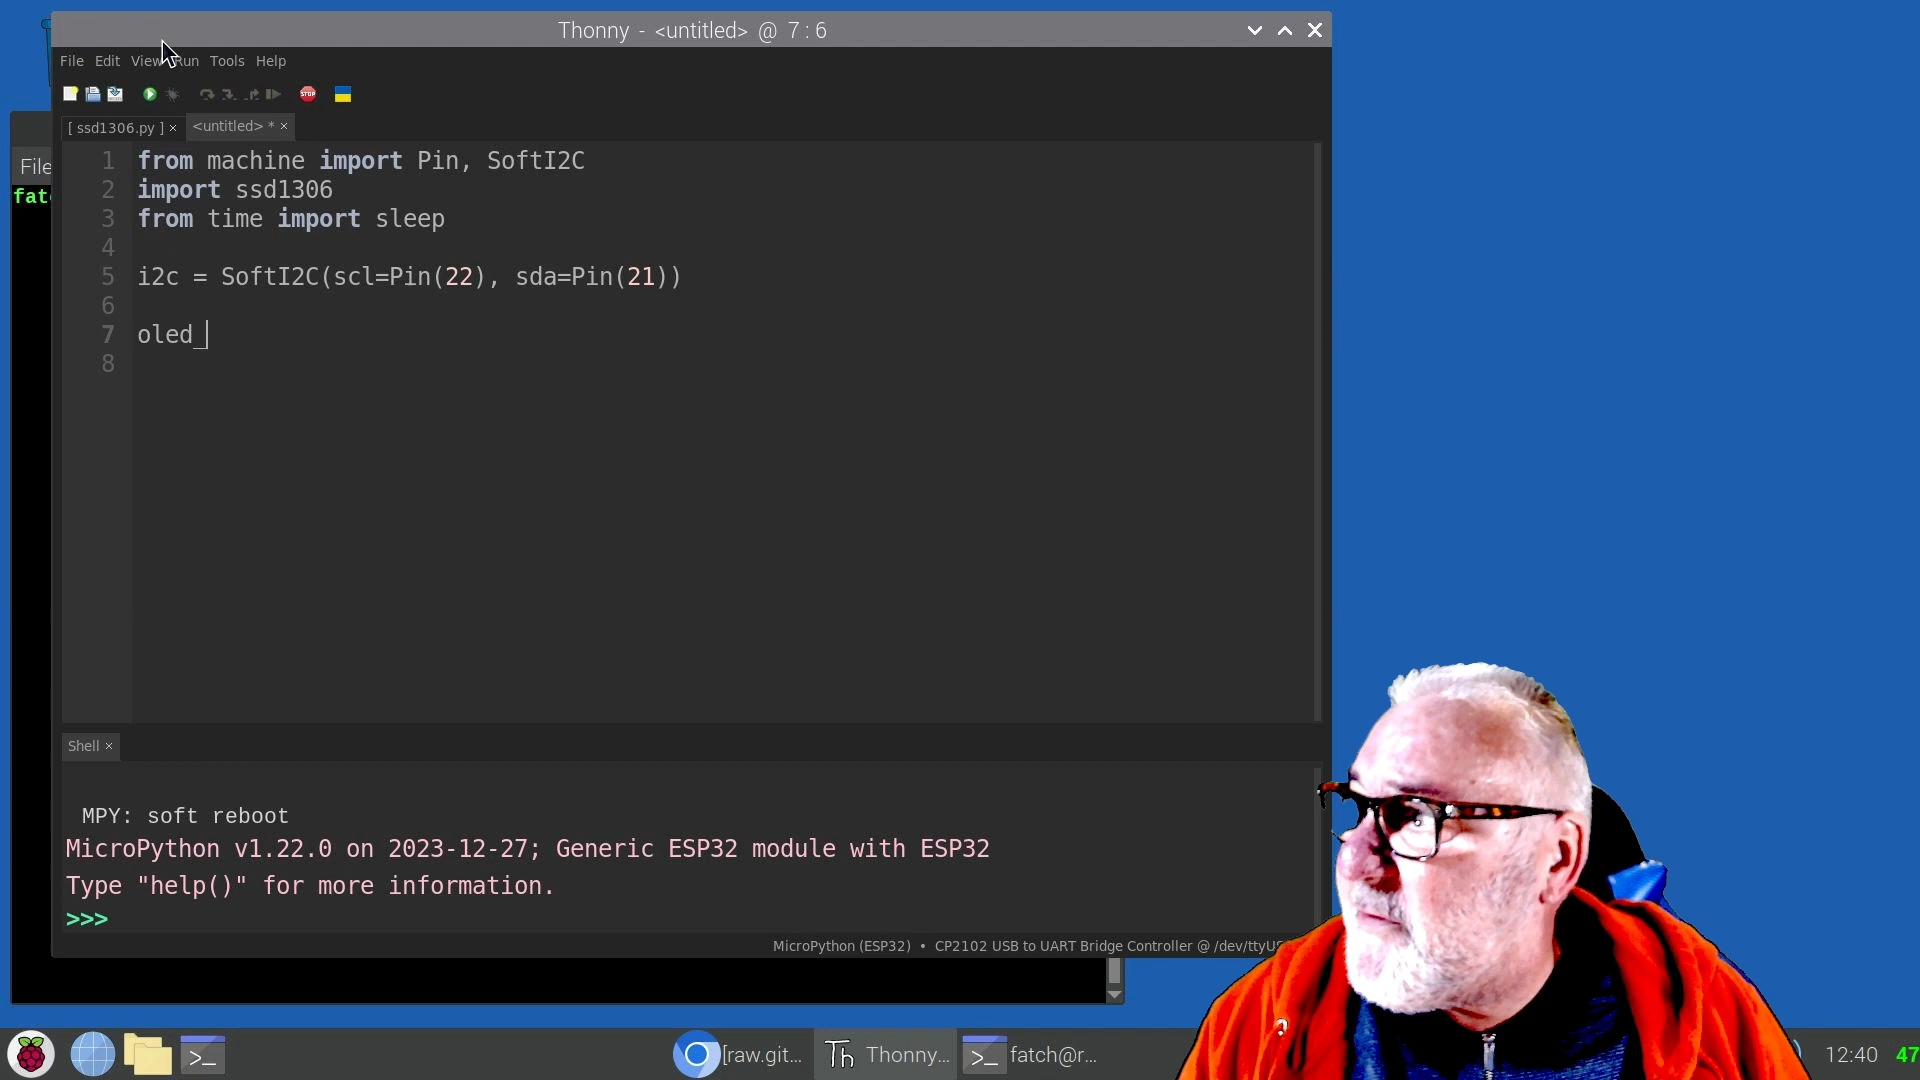 Thonny - <untitled> @ 7 : 6
File Edit View Run Tools Help
STOP
[ ssd1306.py ] × <untitled> * ×
1 from machine import Pin, SoftI2C
2 import ssd1306
3 from time import sleep
4
5 i2c = SoftI2C(scl=Pin(22), sda=Pin(21))
6
7 oled_
8
File
Shell ×
MPY: soft reboot
MicroPython v1.22.0 on 2023-12-27; Generic ESP32 module with ESP32
Type "help()" for more information.
>>>
MicroPython (ESP32) • CP2102 USB to UART Bridge Controller @
[raw.git... Th Thonny... >_ fatch@r... 12:40 47